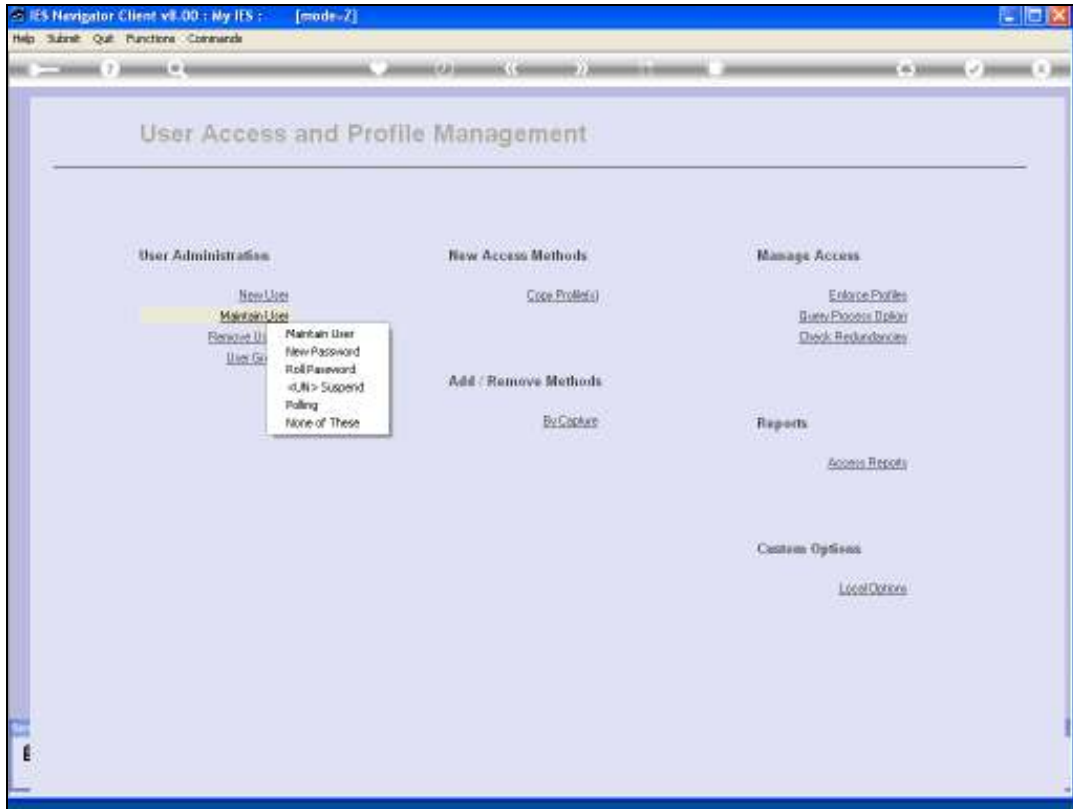 IES Navigator Client v8.00 : My IES : [mode-2]
Help Submit Quit Functions Commands
User Access and Profile Management
User Administration
New User
Maintain User
Remove
Maintain User
New Password
Roll Password
<UN> Suspend
Polling
None of These
New Access Methods
Copy Profile(s)
Add / Remove Methods
By Capture
Manage Access
Enforce Profiles
Query Process Option
Check Redundancies
Reports
Access Reports
Custom Options
Local Options